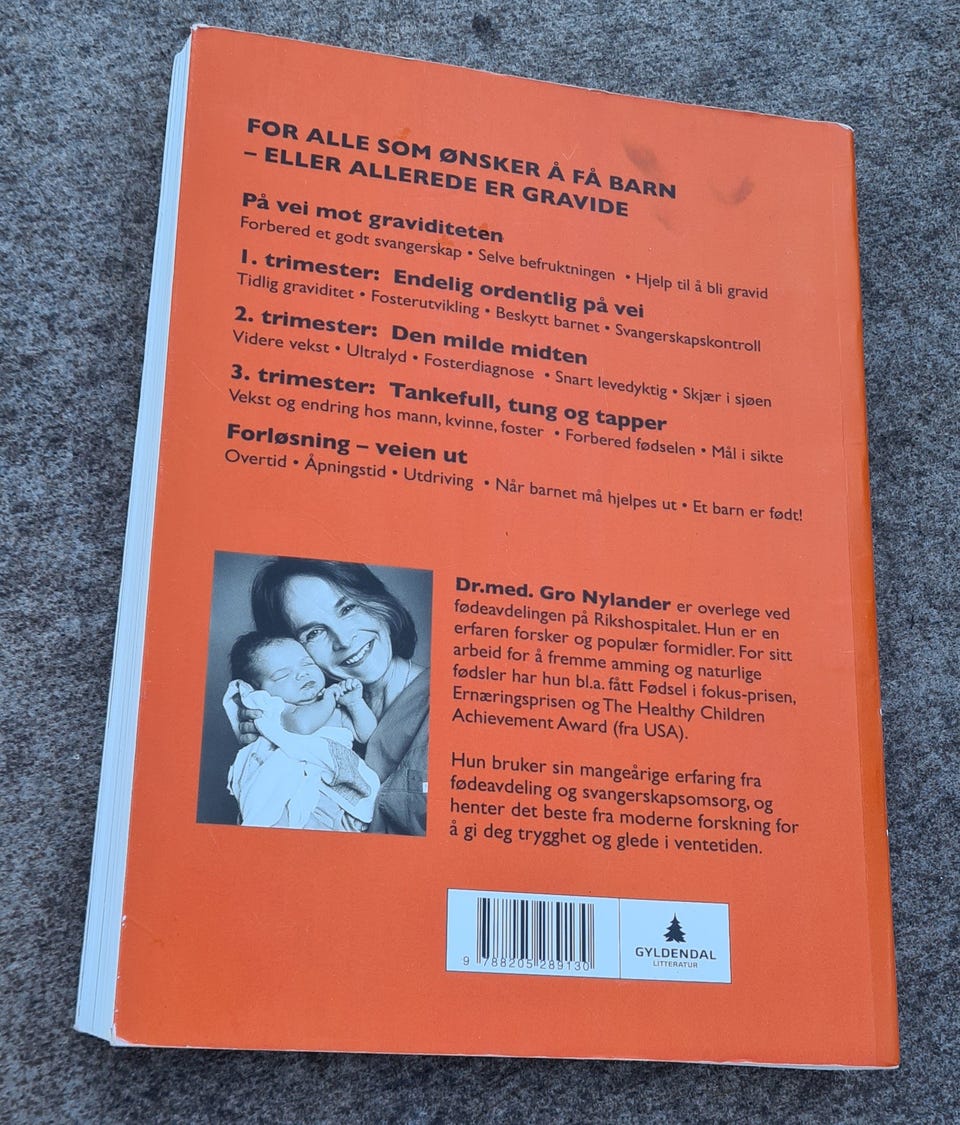 FOR ALLE SOM ØNSKER Å FÅ BARN
– ELLER ALLEREDE ER GRAVIDE
På vei mot graviditeten
Forbered et godt svangerskap • Selve befruktningen • Hjelp til å bli gravid
1. trimester: Endelig ordentlig på vei
Tidlig graviditet • Fosterutvikling • Beskytt barnet • Svangerskapskontroll
2. trimester: Den milde midten
Videre vekst • Ultralyd • Fosterdiagnose • Snart levedyktig • Skjær i sjøen
3. trimester: Tankefull, tung og tapper
Vekst og endring hos mann, kvinne, foster • Forbered fødselen • Mål i sikte
Forløsning – veien ut
Overtid • Åpningstid • Utdriving • Når barnet må hjelpes ut • Et barn er født!
Dr.med. Gro Nylander er overlege ved
fødeavdelingen på Rikshospitalet. Hun er en
erfaren forsker og populær formidler. For sitt
arbeid for å fremme amming og naturlige
fødsler har hun bl.a. fått Fødsel i fokus-prisen,
Ernæringsprisen og The Healthy Children
Achievement Award (fra USA).
Hun bruker sin mangeårige erfaring fra
fødeavdeling og svangerskapsomsorg, og
henter det beste fra moderne forskning for
å gi deg trygghet og glede i ventetiden.
9 788205 289130
GYLDENDAL
LITTERATUR